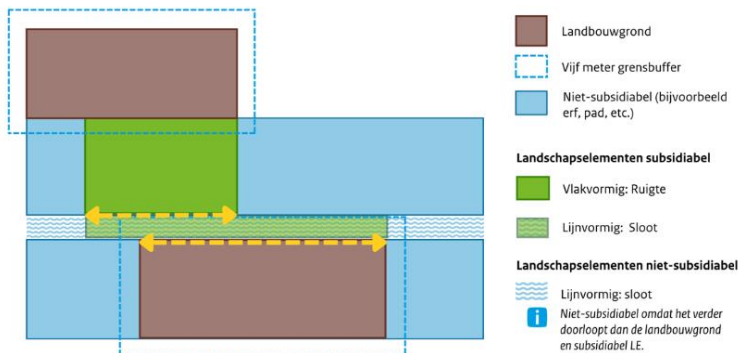 Landbouwgrond
Vijf meter grensbuffer
Niet-subsidiabel (bijvoorbeeld
erf, pad, etc.)
Landschapselementen subsidiabel
Vlakvormig: Ruigte
Lijnvormig: Sloot
Landschapselementen niet-subsidiabel
Lijnvormig: sloot
i Niet-subsidiabel omdat het verder
doorloopt dan de landbouwgrond
en subsidiabel LE.